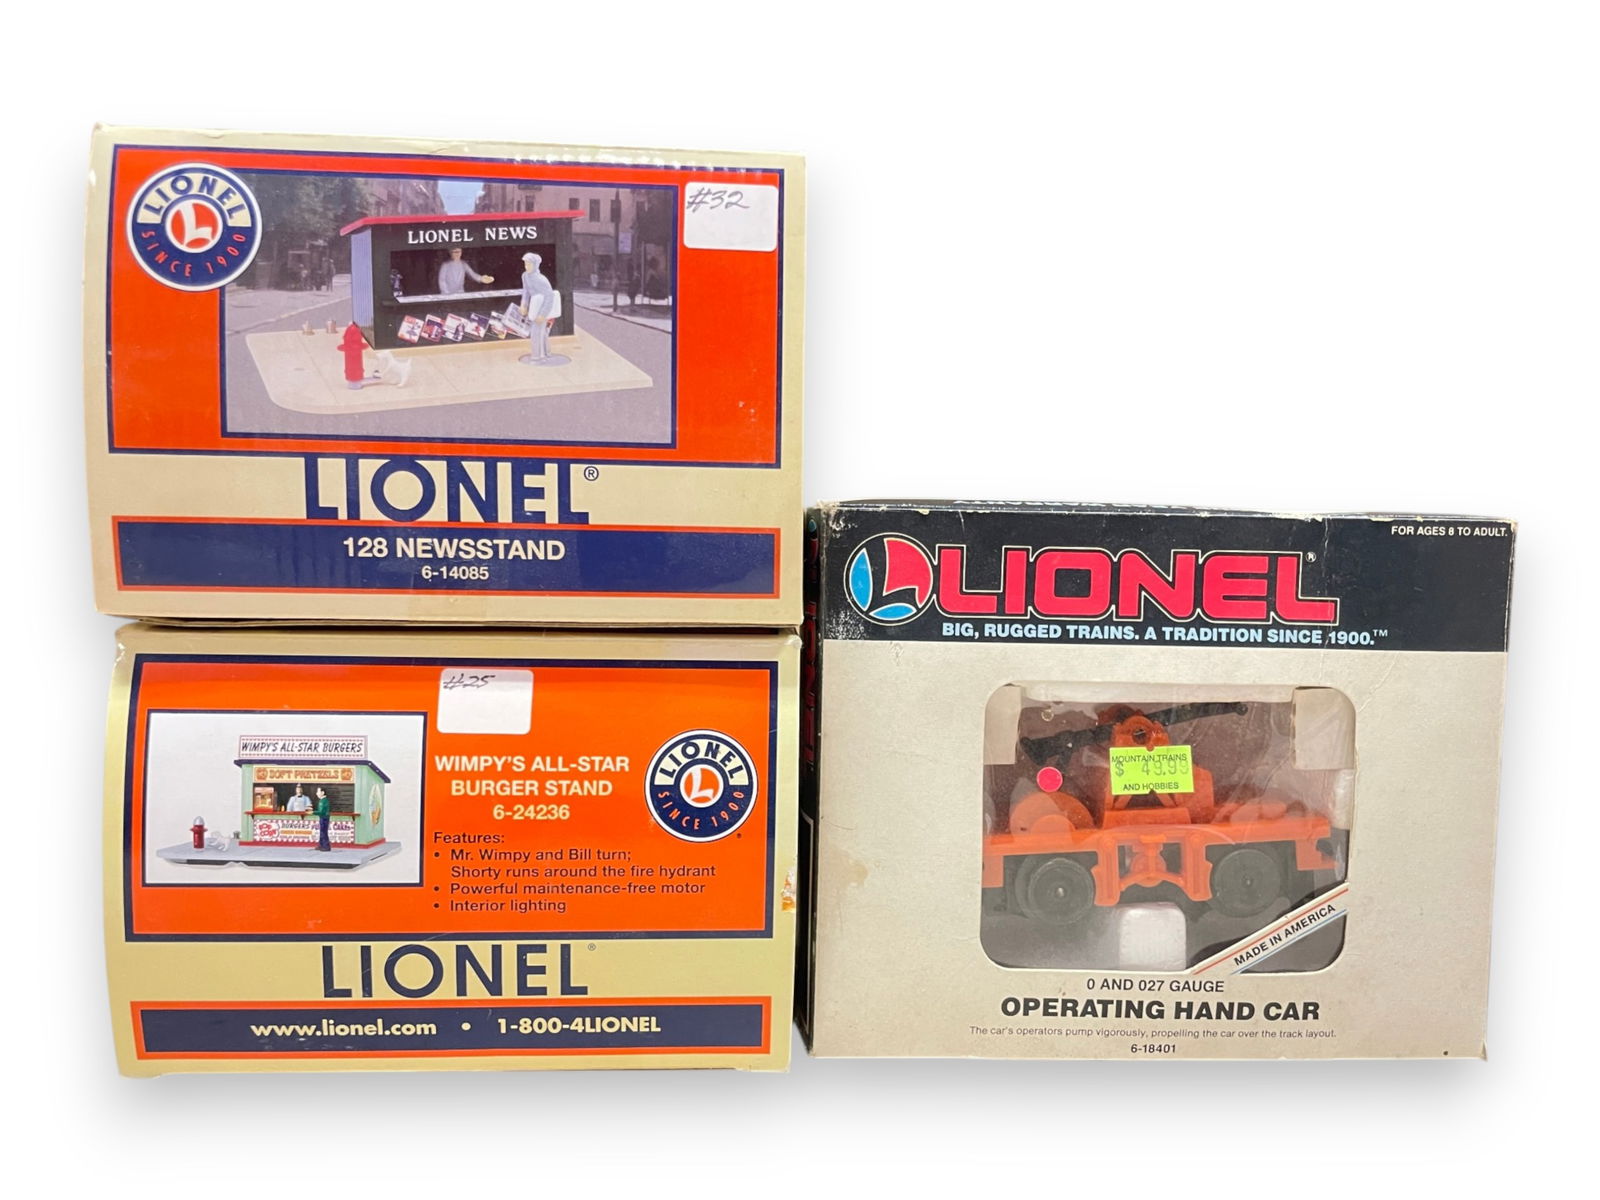 LIONEL
SINCE 1900
#32
LIONEL NEWS
LIONEL®
128 NEWSSTAND
6-14085
#25
WIMPY'S ALL-STAR BURGERS
SOFT PRETZELS
WIMPY'S ALL-STAR
BURGER STAND
6-24236
LIONEL
SINCE 1900
Features:
• Mr. Wimpy and Bill turn;
Shorty runs around the fire hydrant
• Powerful maintenance-free motor
• Interior lighting
LIONEL®
www.lionel.com • 1-800-4LIONEL
FOR AGES 8 TO ADULT.
LIONEL®
BIG, RUGGED TRAINS. A TRADITION SINCE 1900.™
MOUNTAIN TRAINS
$ 49.99
AND HOBBIES
MADE IN AMERICA
0 AND 027 GAUGE
OPERATING HAND CAR
The car's operators pump vigorously, propelling the car over the track layout.
6-18401